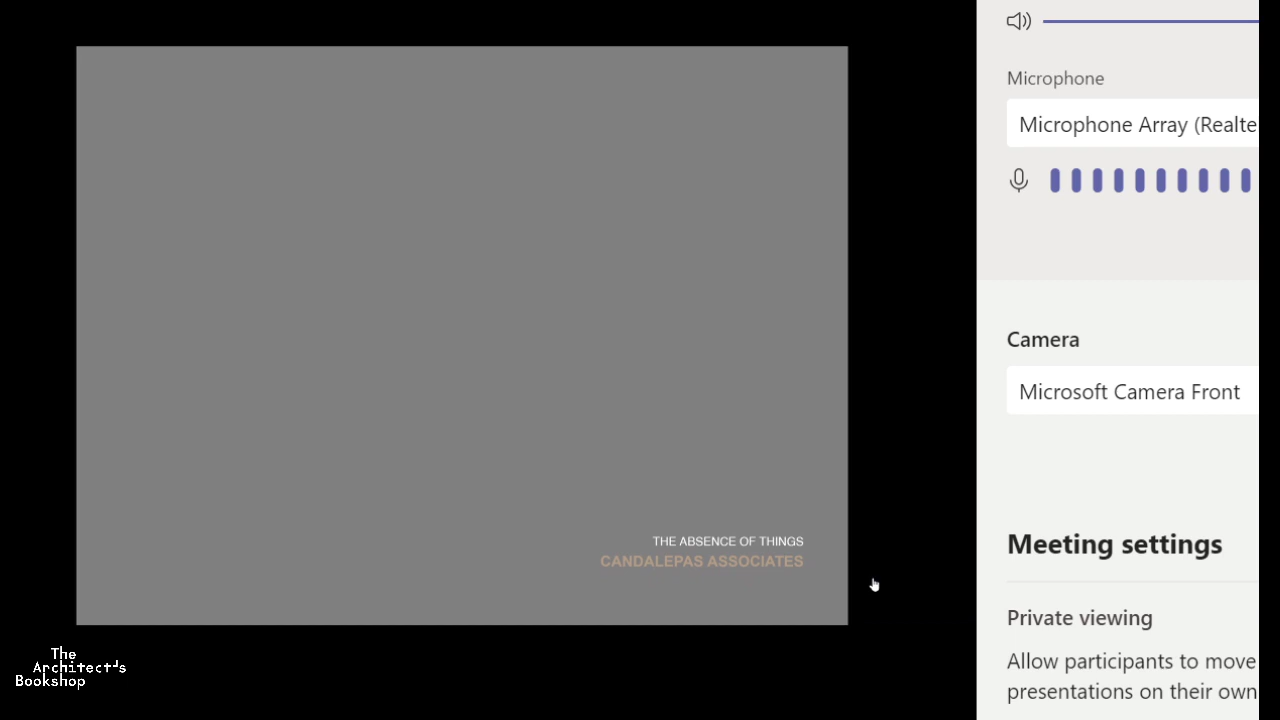 THE ABSENCE OF THINGS
CANDALEPAS ASSOCIATES
The
Architect's
Bookshop
Microphone
Microphone Array (Realte
Camera
Microsoft Camera Front
Meeting settings
Private viewing
Allow participants to move
presentations on their own